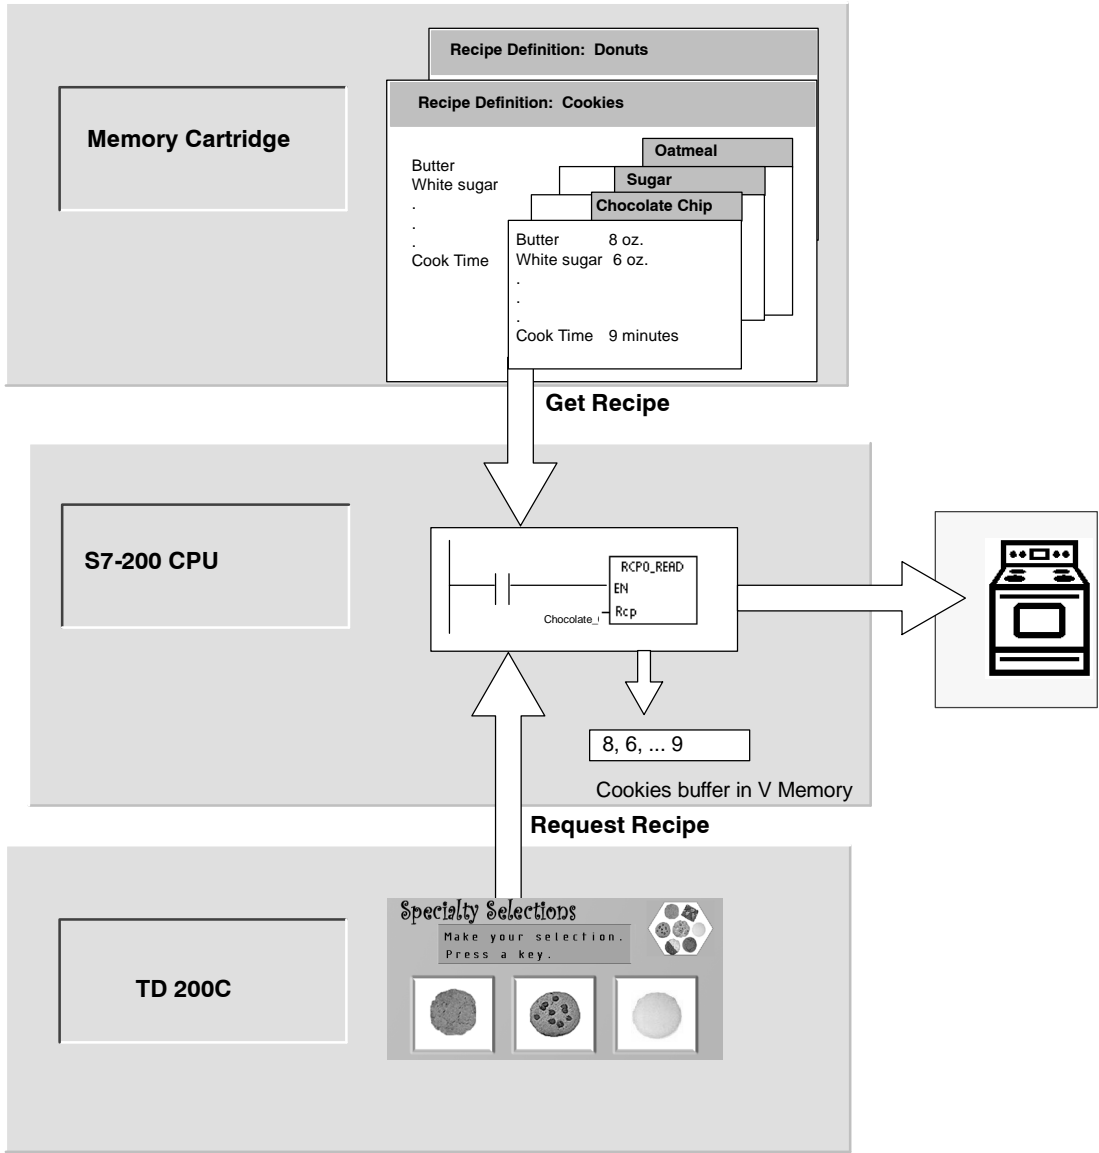 Recipe Definition: Donuts
Recipe Definition: Cookies
Memory Cartridge
Oatmeal
Sugar
Chocolate Chip
Butter
White sugar
.
.
.
Cook Time
Butter 8 oz.
White sugar 6 oz.
.
.
.
Cook Time 9 minutes
Get Recipe
S7-200 CPU
RCP0_READ
EN
Chocolate_
Rcp
8, 6, ... 9
Cookies buffer in V Memory
Request Recipe
Specialty Selections
Make your selection.
Press a key.
TD 200C